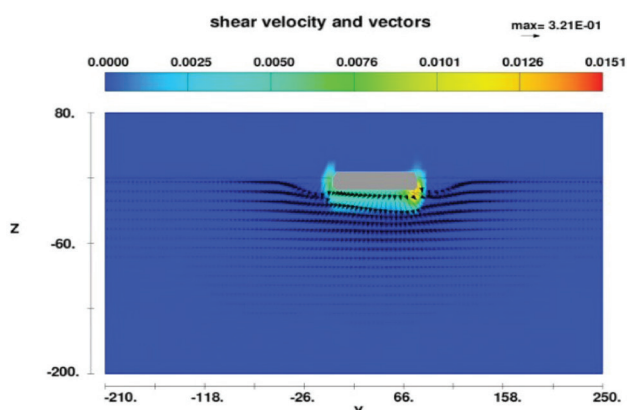 shear velocity and vectors
max= 3.21E-01
0.0000 0.0025 0.0050 0.0076 0.0101 0.0126 0.0151
80.
Z
-60.
-200.
-210. -118. -26. 66. 158. 250.